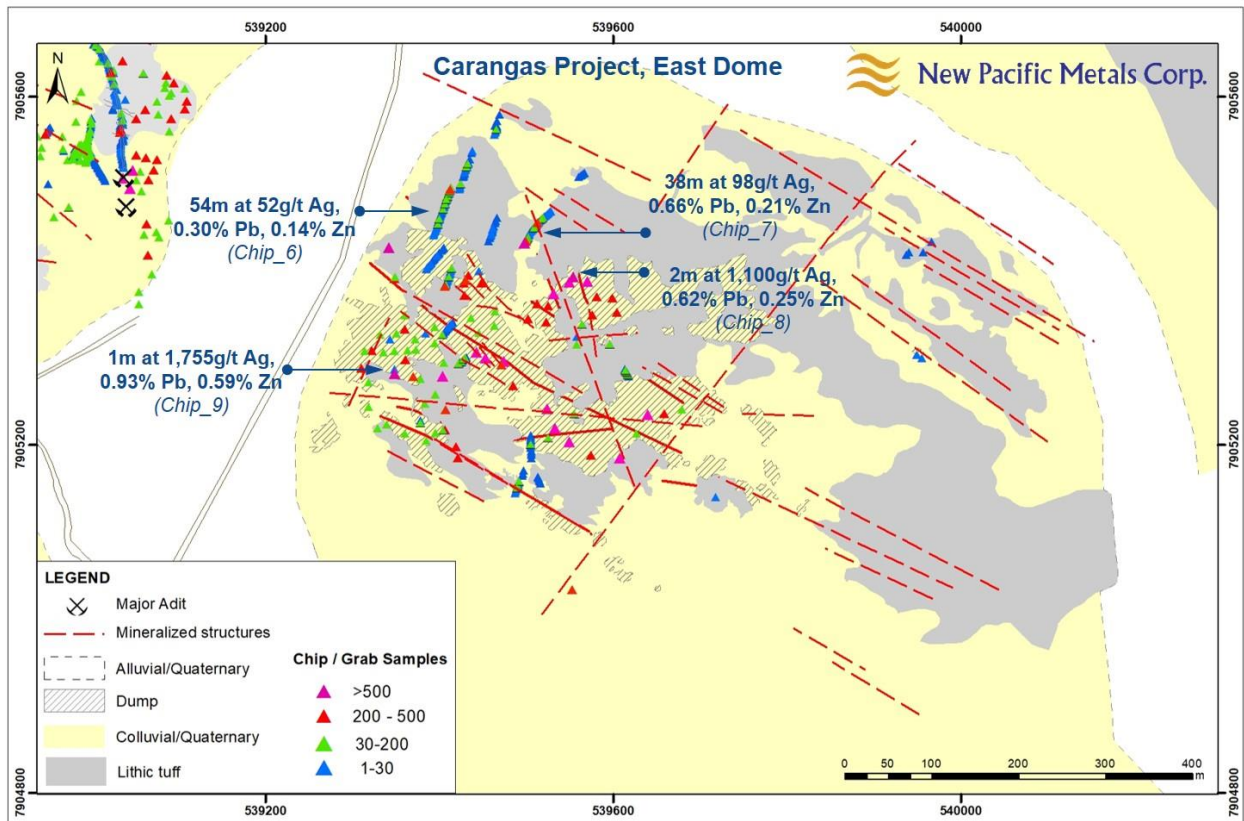 539200
539600
540000
Carangas Project, East Dome
New Pacific Metals Corp.
N
7905600
7905600
54m at 52g/t Ag,
0.30% Pb, 0.14% Zn
(Chip_6)
38m at 98g/t Ag,
0.66% Pb, 0.21% Zn
(Chip_7)
2m at 1,100g/t Ag,
0.62% Pb, 0.25% Zn
(Chip_8)
1m at 1,755g/t Ag,
0.93% Pb, 0.59% Zn
(Chip_9)
7905200
7905200
LEGEND
Major Adit
Mineralized structures
Alluvial/Quaternary
Dump
Colluvial/Quaternary
Lithic tuff
Chip / Grab Samples
>500
200 - 500
30-200
1-30
0 25 50 100 200 300 400
m
7904800
7904800
539200
539600
540000